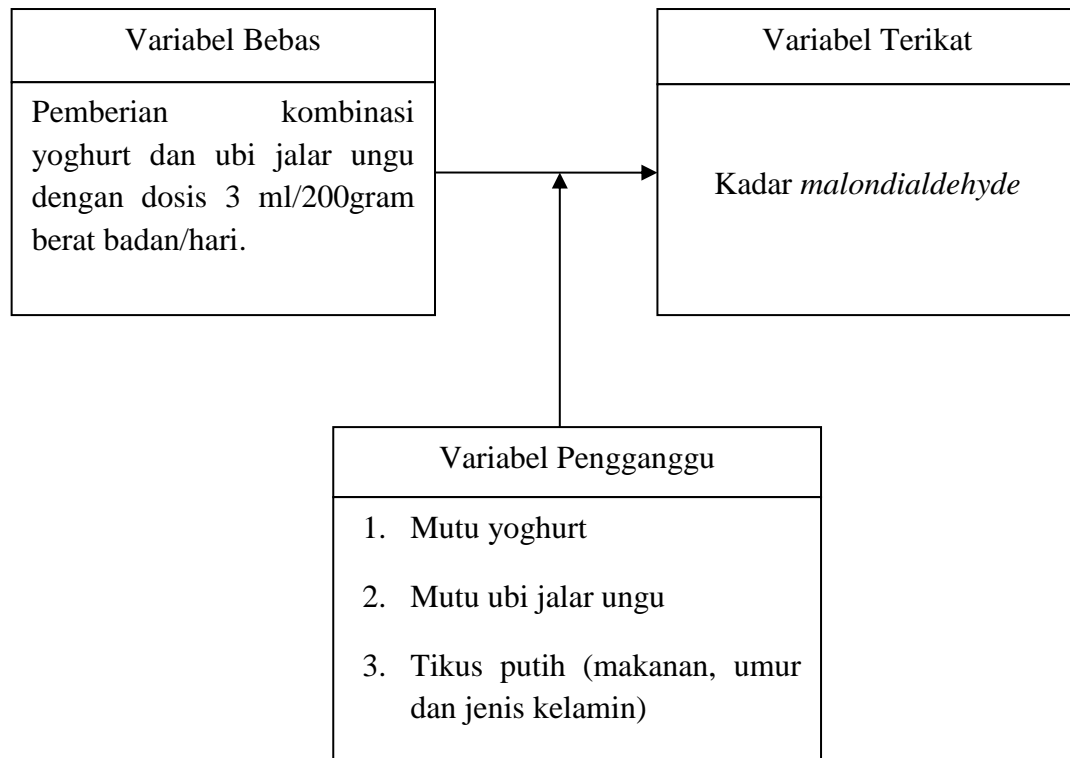 Variabel Bebas
Pemberian kombinasi
yoghurt dan ubi jalar ungu
dengan dosis 3 ml/200gram
berat badan/hari.
Variabel Terikat
Kadar malondialdehyde
Variabel Pengganggu
1. Mutu yoghurt
2. Mutu ubi jalar ungu
3. Tikus putih (makanan, umur
dan jenis kelamin)